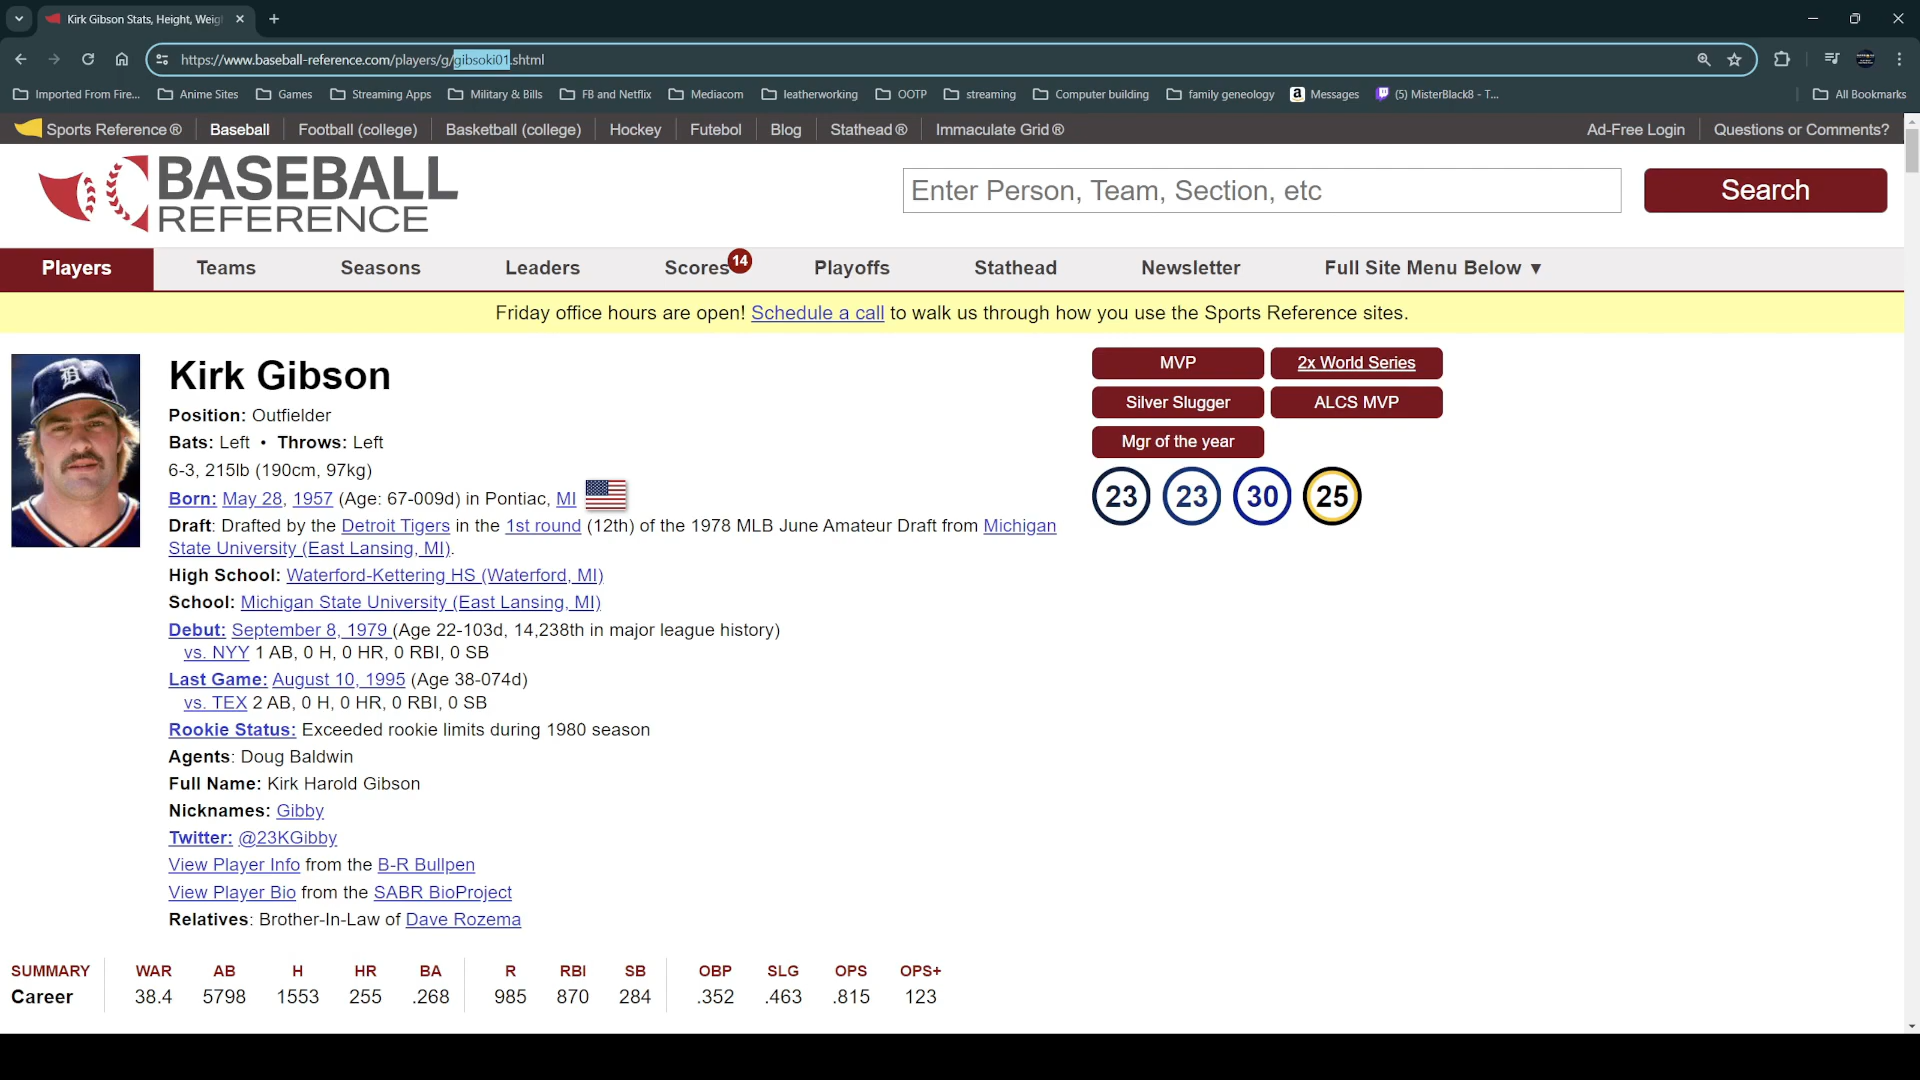 Kirk Gibson Stats, Height, Weig
https://www.baseball-reference.com/players/g/gibsoki01.shtml
Imported From Fire... Anime Sites Games Streaming Apps Military & Bills FB and Netflix Mediacom leatherworking OOTP streaming Computer building family geneology Messages (5) MisterBlack8 - T... All Bookmarks
Sports Reference ® Baseball Football (college) Basketball (college) Hockey Futebol Blog Stathead ® Immaculate Grid ® Ad-Free Login Questions or Comments?
BASEBALL
REFERENCE
Enter Person, Team, Section, etc Search
Players Teams Seasons Leaders Scores 14 Playoffs Stathead Newsletter Full Site Menu Below ▼
Friday office hours are open! Schedule a call to walk us through how you use the Sports Reference sites.
Kirk Gibson
Position: Outfielder
Bats: Left • Throws: Left
6-3, 215lb (190cm, 97kg)
Born: May 28, 1957 (Age: 67-009d) in Pontiac, MI
Draft: Drafted by the Detroit Tigers in the 1st round (12th) of the 1978 MLB June Amateur Draft from Michigan
State University (East Lansing, MI).
High School: Waterford-Kettering HS (Waterford, MI)
School: Michigan State University (East Lansing, MI)
Debut: September 8, 1979 (Age 22-103d, 14,238th in major league history)
vs. NYY 1 AB, 0 H, 0 HR, 0 RBI, 0 SB
Last Game: August 10, 1995 (Age 38-074d)
vs. TEX 2 AB, 0 H, 0 HR, 0 RBI, 0 SB
Rookie Status: Exceeded rookie limits during 1980 season
Agents: Doug Baldwin
Full Name: Kirk Harold Gibson
Nicknames: Gibby
Twitter: @23KGibby
View Player Info from the B-R Bullpen
View Player Bio from the SABR BioProject
Relatives: Brother-In-Law of Dave Rozema
MVP 2x World Series
Silver Slugger ALCS MVP
Mgr of the year
23 23 30 25
SUMMARY WAR AB H HR BA R RBI SB OBP SLG OPS OPS+
Career 38.4 5798 1553 255 .268 985 870 284 .352 .463 .815 123